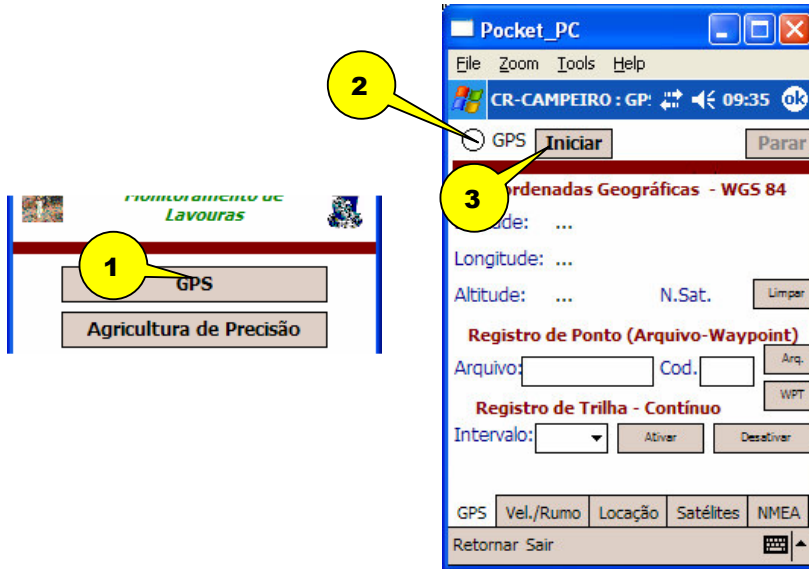 Monitoramento de
Lavouras
1
GPS
Agricultura de Precisão
Pocket_PC
File Zoom Tools Help
2
CR-CAMPEIRO : GP: 09:35 ok
GPS Iniciar Parar
3
ordenadas Geográficas - WGS 84
ude: ...
Longitude: ...
Altitude: ... N.Sat. Limpar
Registro de Ponto (Arquivo-Waypoint)
Arquivo: Cod. Arq.
WPT
Registro de Trilha - Contínuo
Intervalo: Ativar Desativar
GPS Vel./Rumo Locação Satélites NMEA
Retornar Sair